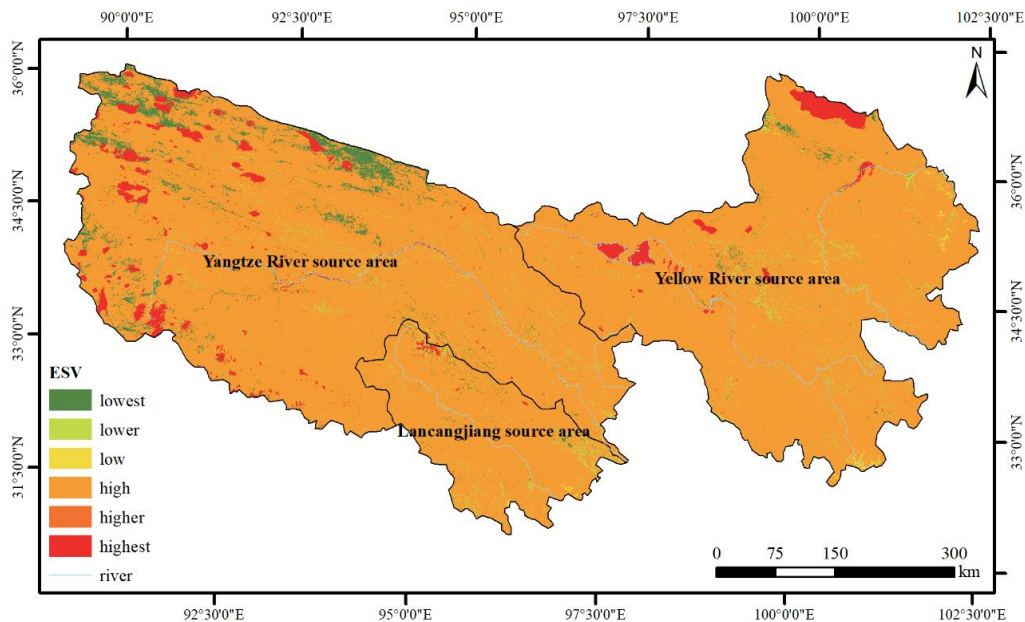 90°0'0"E 92°30'0"E 95°0'0"E 97°30'0"E 100°0'0"E 102°30'0"E
N
36°0'0"N
36°0'0"N
34°30'0"N
Yangtze River source area
Yellow River source area
34°30'0"N
33°0'0"N
ESV
lowest
lower
Lancangjiang source area
33°0'0"N
low
31°30'0"N
high
higher
highest
river
0 75 150 300
km
92°30'0"E 95°0'0"E 97°30'0"E 100°0'0"E 102°30'0"E